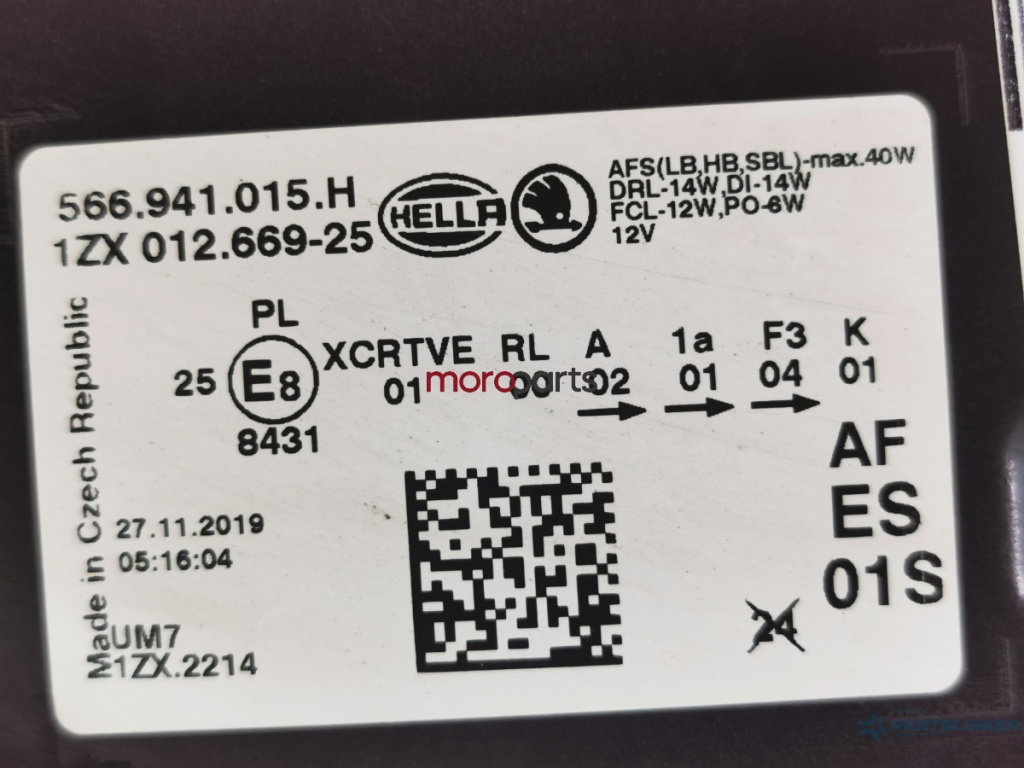 566.941.015.H
1ZX 012.669-25
HELLA
AFS(LB,HB,SBL)-max.40W
DRL-14W,DI-14W
FCL-12W,PO-6W
12V
PL
25 E8
8431
XCRTVE RL A 1a F3 K
01 00 02 01 04 01
moroparts
AF
ES
01S
Made in Czech Republic
27.11.2019
05:16:04
UM7
1ZX.2214
24